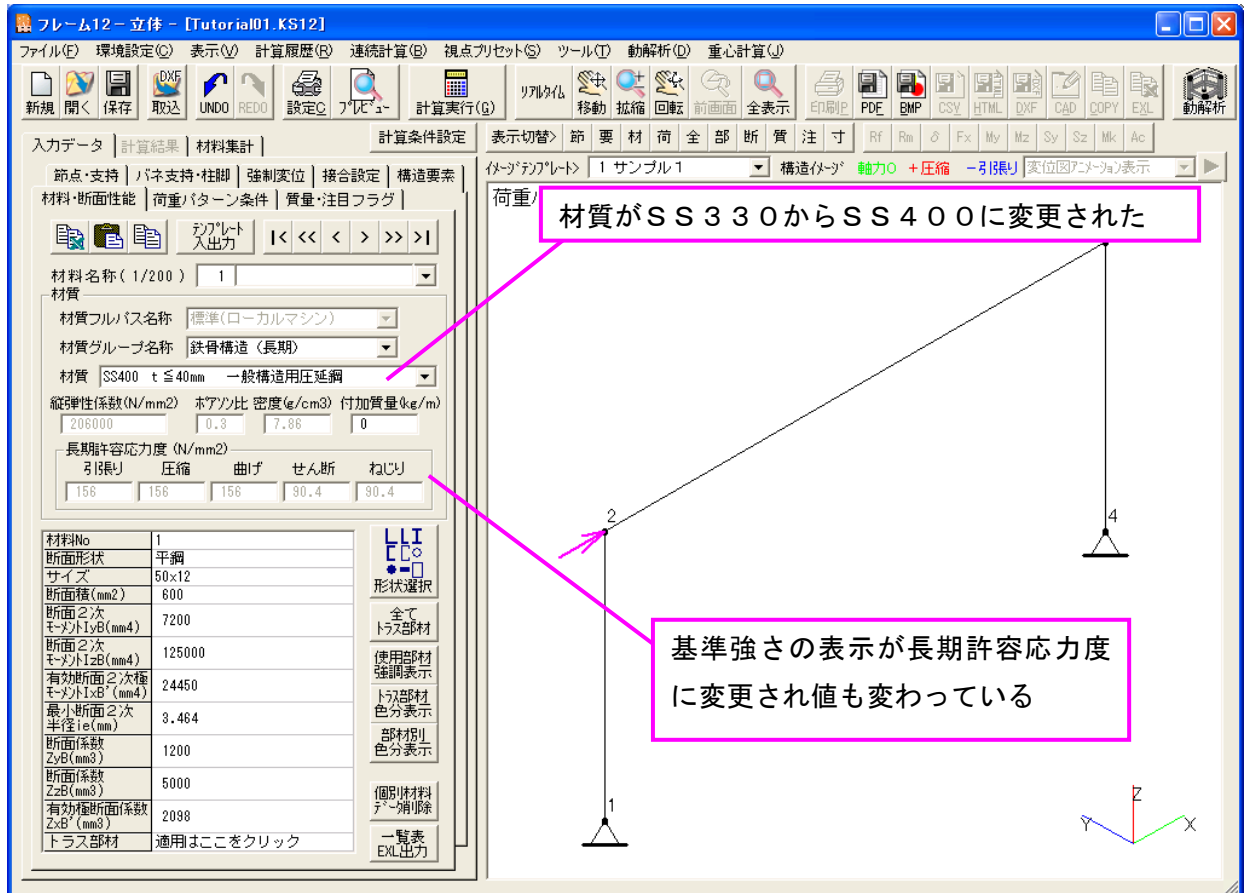 フレーム12－立体 - [Tutorial01.KS12]
ファイル(F) 環境設定(C) 表示(V) 計算履歴(R) 連続計算(B) 視点プリセット(S) ツール(T) 動解析(D) 重心計算(J)
新規 開く 保存 DXF 取込 UNDO REDO 設定C プレビュー 計算実行(G) リアルタイム 移動 拡縮 回転 前画面 全表示 印刷P PDF BMP CSV HTML DXF CAD COPY EXL 動解析
入力データ 計算結果 材料集計 計算条件設定 表示切替> 節 要 材 荷 全 部 断 質 注 寸 Rf Rm δ Fx My Mz Sy Sz Mk Ac
節点・支持 バネ支持・柱脚 強制変位 接合設定 構造要素
イメージテンプレート> 1 サンプル1 構造イメージ 軸力0 +圧縮 -引張り 変位図アニメーション表示
材料・断面性能 荷重パターン条件 質量・注目フラグ
荷重
材質がＳＳ３３０からＳＳ４００に変更された
テンプレート入出力 |< << < > >> >|
材料名称(1/200) 1
材質
材質フルパス名称 標準(ローカルマシン)
材質グループ名称 鉄骨構造（長期）
材質 SS400 t≦40mm 一般構造用圧延鋼
縦弾性係数(N/mm2) ポアソン比 密度(g/cm3) 付加質量(kg/m)
206000 0.3 7.86 0
長期許容応力度 (N/mm2)
引張り 圧縮 曲げ せん断 ねじり
156 156 156 90.4 90.4
材料No 1
断面形状 平鋼
サイズ 50x12
断面積(mm2) 600
断面２次モーメントIyB(mm4) 7200
断面２次モーメントIzB(mm4) 125000
有効断面２次極モーメントIxB'(mm4) 24450
最小断面２次半径ie(mm) 3.464
断面係数ZyB(mm3) 1200
断面係数ZzB(mm3) 5000
有効極断面係数ZxB'(mm3) 2098
トラス部材 適用はここをクリック
形状選択
全てトラス部材
使用部材強調表示
トラス部材色分表示
部材別色分表示
個別材料データ削除
一覧表EXL出力
2
4
基準強さの表示が長期許容応力度
に変更され値も変わっている
1
Z
Y
X